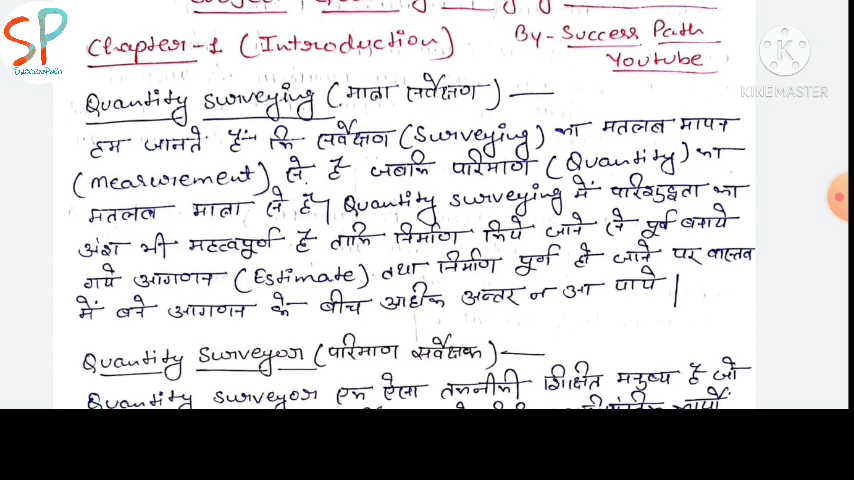 SP
SuccessPath
Chapter-1 (Introduction)
By- Success Path
Youtube
KINEMASTER
Quantity surveying (मात्रा सर्वेक्षण) —
हम जानते हैं कि सर्वेक्षण (Surveying) का मतलब मापन
(measurement) से है जबकि परिमाण (Quantity) का
मतलब मात्रा से है। Quantity surveying में परिशुद्धता का
अंश भी महत्वपूर्ण है ताकि निर्माण किये जाने से पूर्व बनाये
गये आगणन (Estimate) तथा निर्माण पूर्ण हो जाने पर वास्तव
में बने आगणन के बीच अधिक अन्तर न आ पाये |
Quantity Surveyor (परिमाण सर्वेक्षक) —
Quantity surveyor एक ऐसा तकनीकी शिक्षित मनुष्य है जो